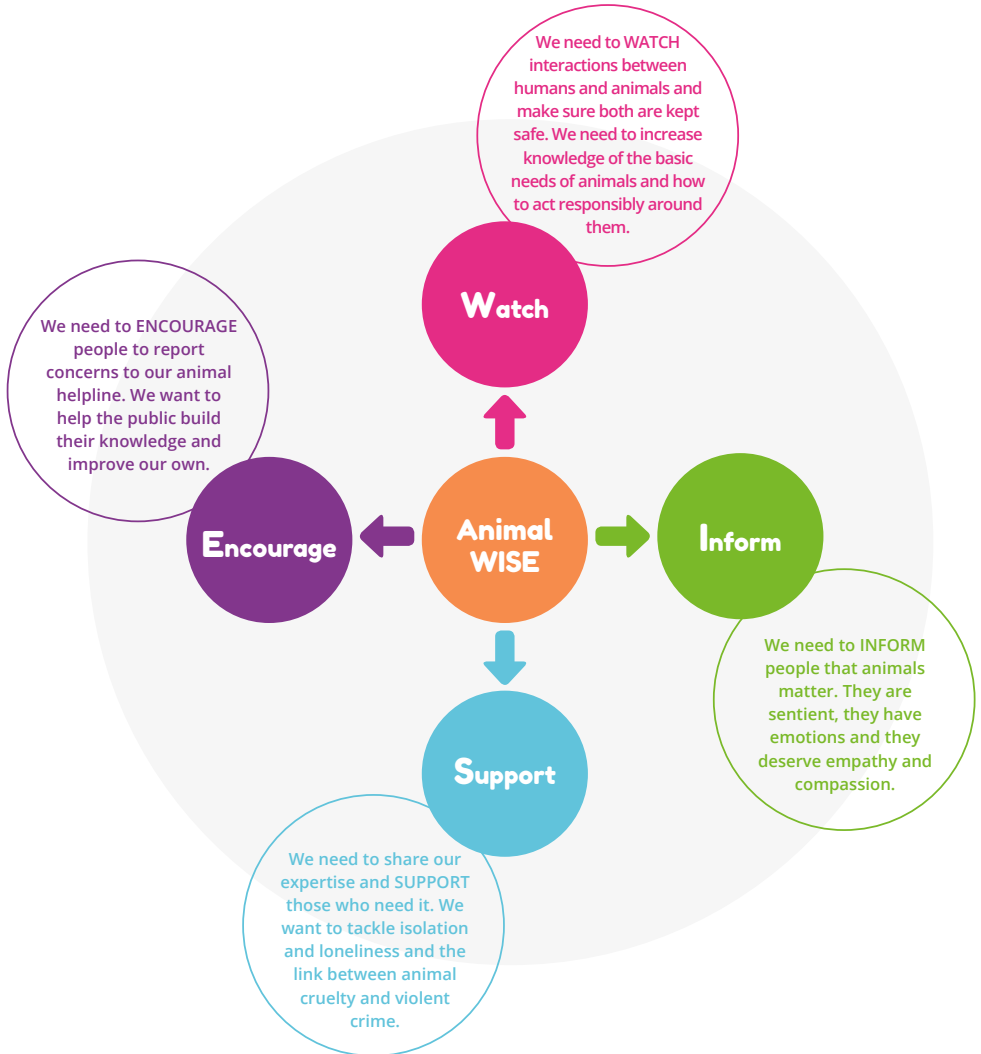 We need to WATCH
interactions between
humans and animals and
make sure both are kept
safe. We need to increase
knowledge of the basic
needs of animals and how
to act responsibly around
them.
Watch
We need to ENCOURAGE
people to report
concerns to our animal
helpline. We want to
help the public build
their knowledge and
improve our own.
Encourage
Animal
WISE
Inform
We need to INFORM
people that animals
matter. They are
sentient, they have
emotions and they
deserve empathy and
compassion.
Support
We need to share our
expertise and SUPPORT
those who need it. We
want to tackle isolation
and loneliness and the
link between animal
cruelty and violent
crime.